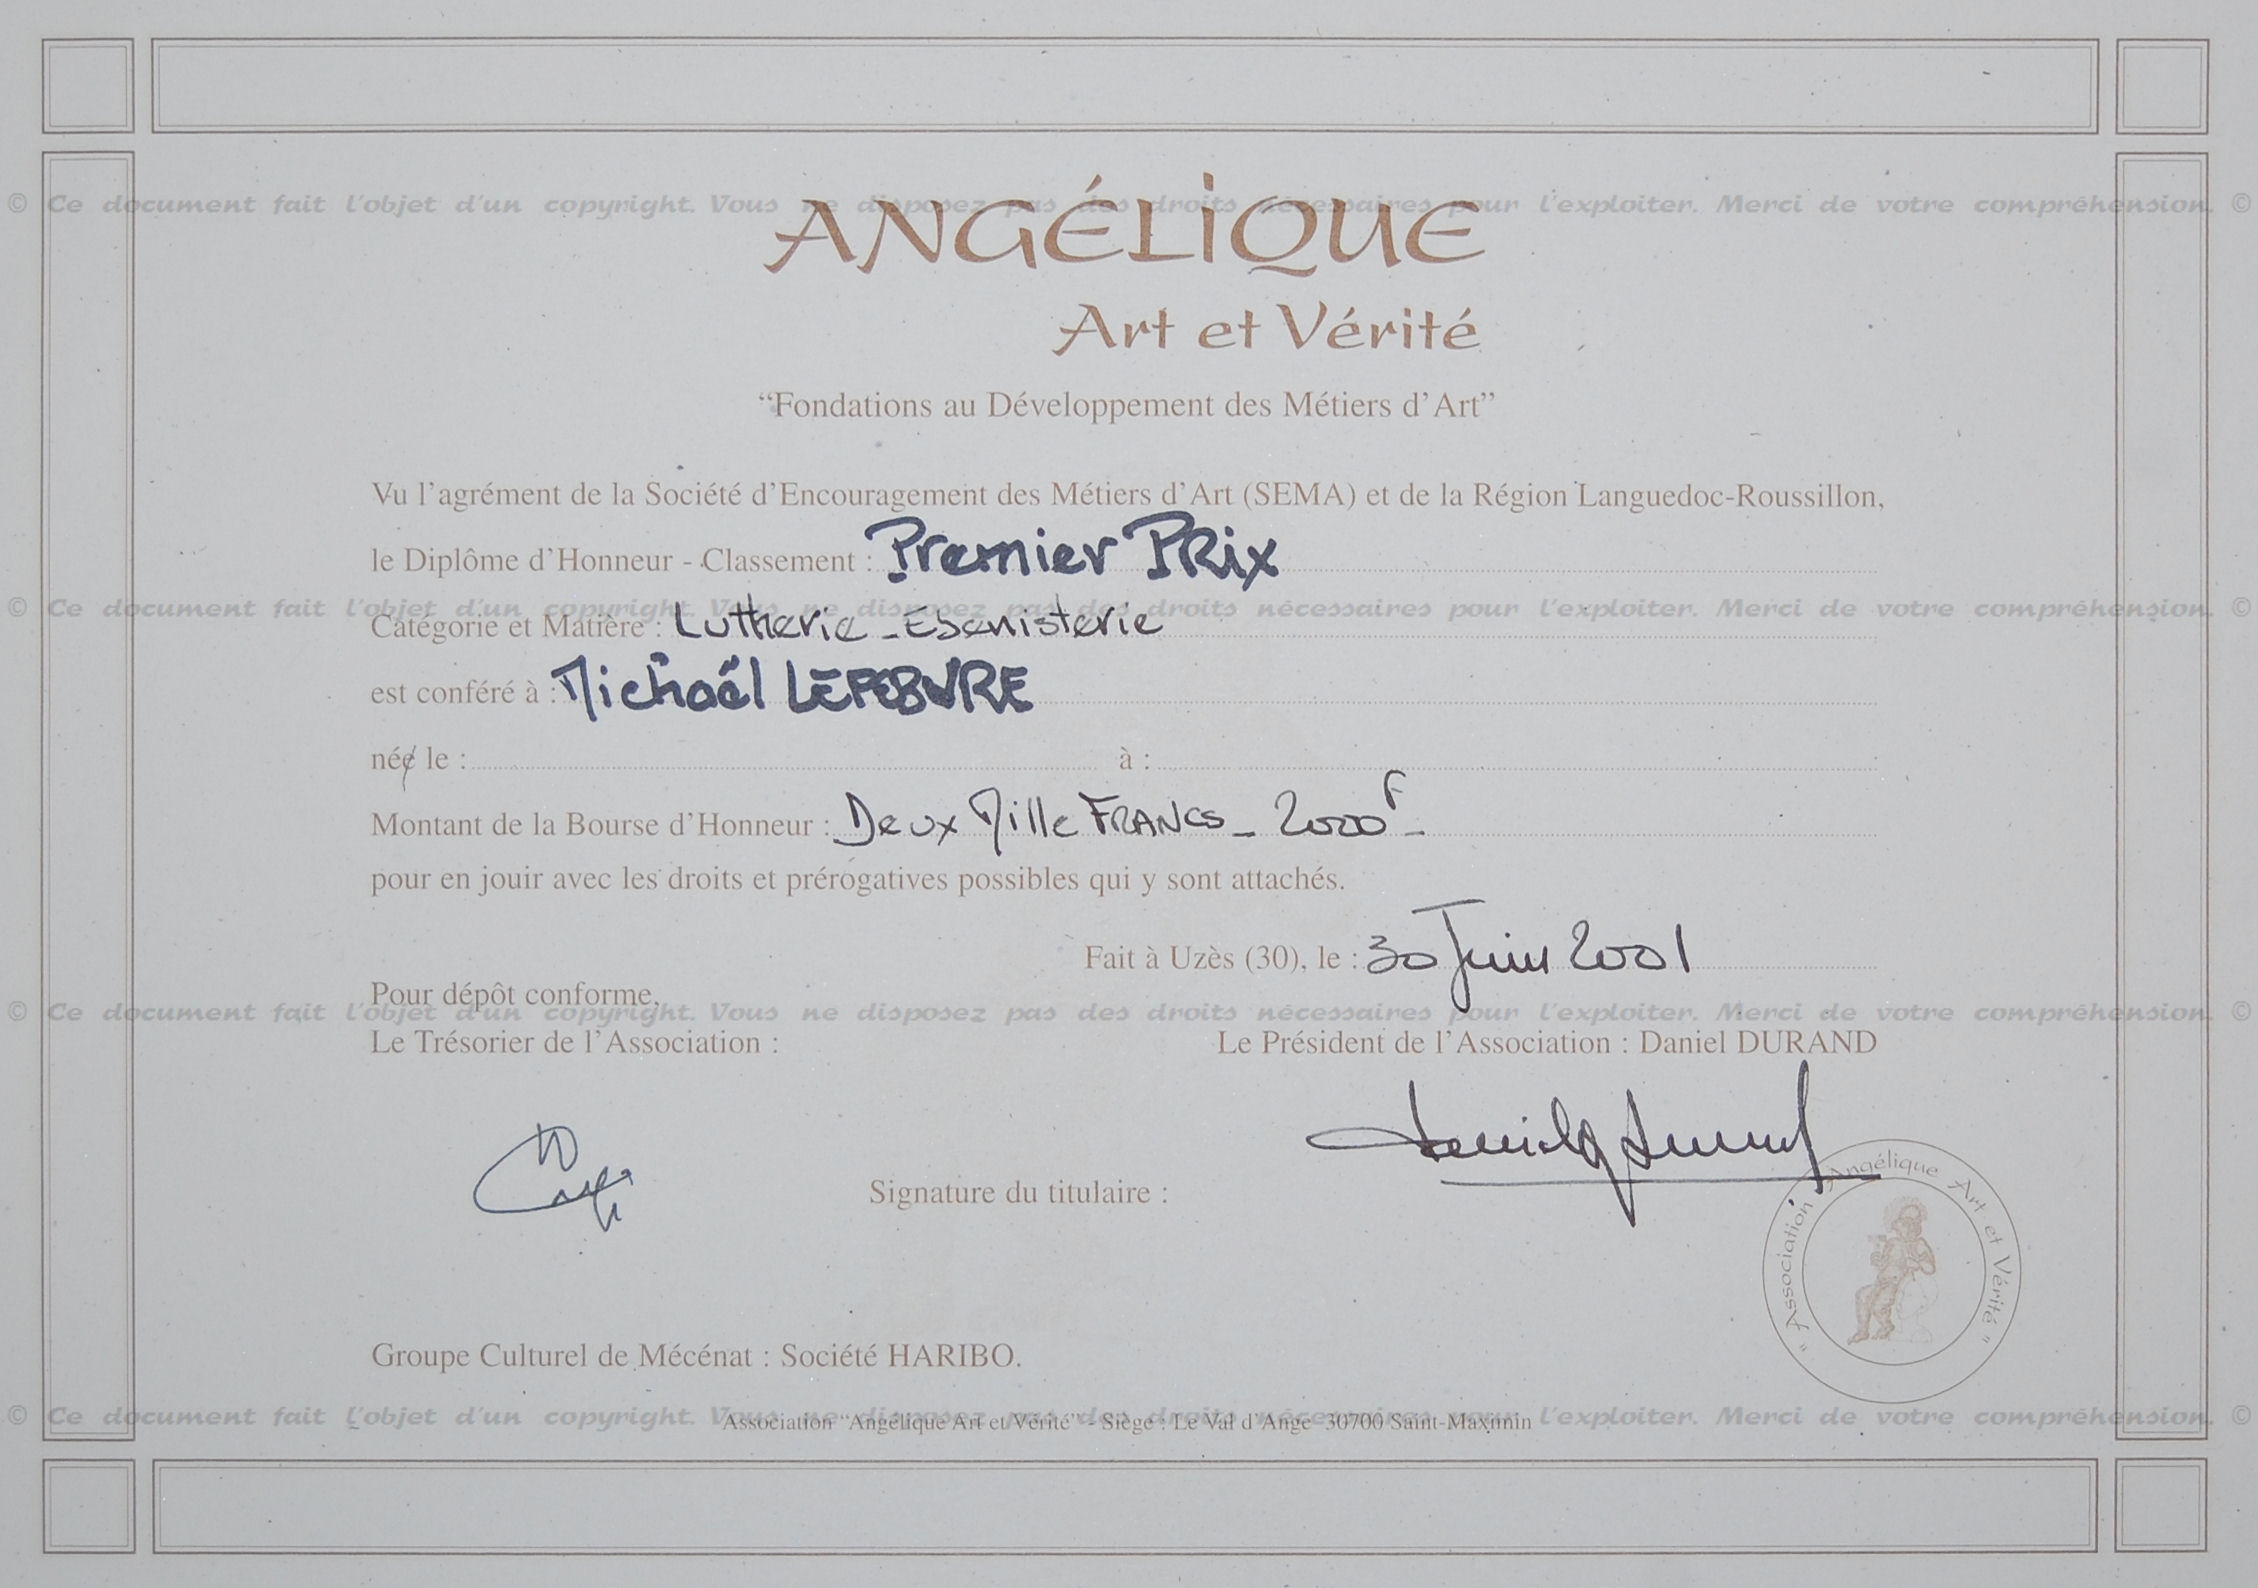 ANGÉLIQUE
Art et Vérité
“Fondations au Développement des Métiers d’Art”
Vu l’agrément de la Société d’Encouragement des Métiers d’Art (SEMA) et de la Région Languedoc-Roussillon,
le Diplôme d’Honneur - Classement : Premier PRix
Catégorie et Matière : Lutherie - Ebenisterie
est conféré à : Michaël LEFEBVRE
née le : à :
Montant de la Bourse d’Honneur : Deux Mille FRANCS - 2000F -
pour en jouir avec les droits et prérogatives possibles qui y sont attachés.
Fait à Uzès (30), le : 30 Juin 2001
Pour dépôt conforme,
Le Trésorier de l’Association : Le Président de l’Association : Daniel DURAND
Signature du titulaire :
"Association Angélique Art et Vérité"
Groupe Culturel de Mécénat : Société HARIBO.
Association “Angélique Art et Vérité” - Siège : Le Val d’Ange 30700 Saint-Maximin
© Ce document fait l'objet d'un copyright. Vous ne disposez pas des droits nécessaires pour l'exploiter. Merci de votre compréhension. ©
© Ce document fait l'objet d'un copyright. Vous ne disposez pas des droits nécessaires pour l'exploiter. Merci de votre compréhension. ©
© Ce document fait l'objet d'un copyright. Vous ne disposez pas des droits nécessaires pour l'exploiter. Merci de votre compréhension. ©
© Ce document fait l'objet d'un copyright. Vous ne disposez pas des droits nécessaires pour l'exploiter. Merci de votre compréhension. ©